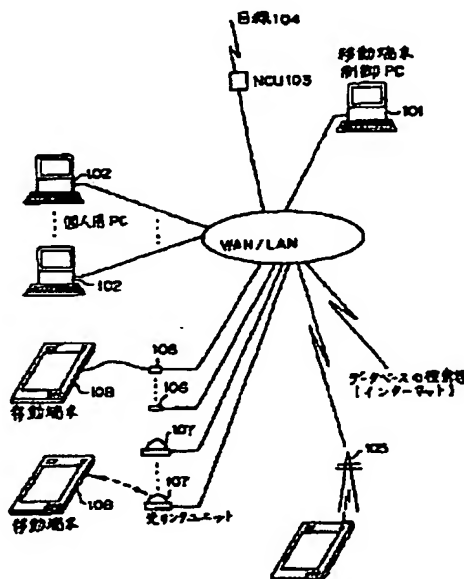 回線104
NCU103
移動端末
制御PC
101
102
個人用PC
102
WAN/LAN
106
106
108
移動端末
107
107
108
移動端末
光リンクユニット
データベースの検索等
[インターネット]
105